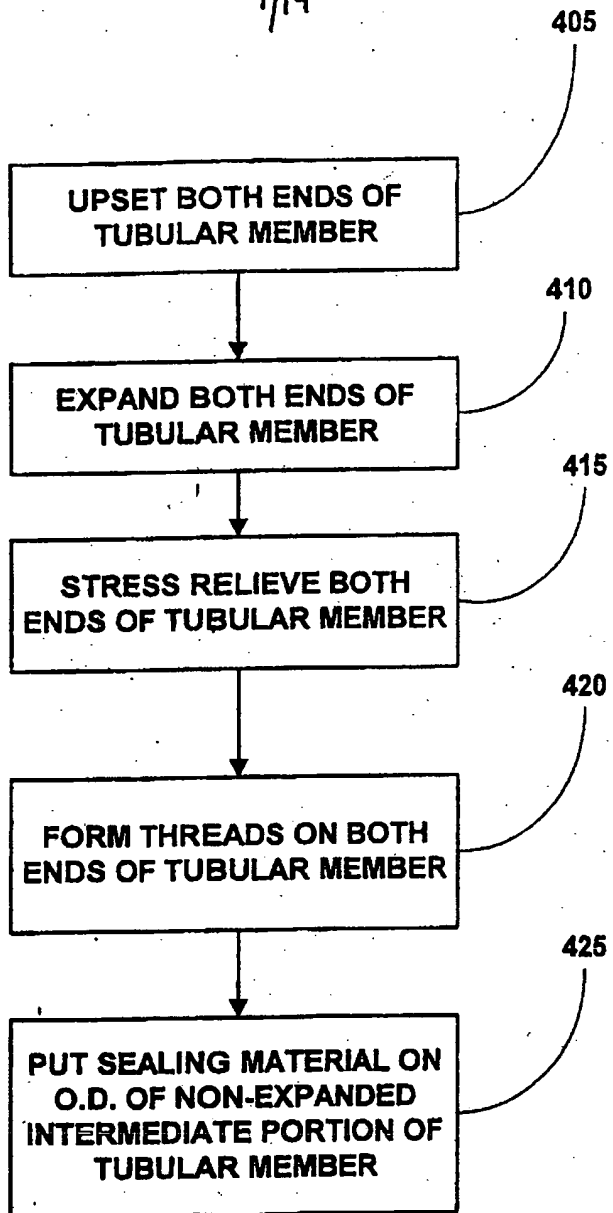 405
UPSET BOTH ENDS OF
TUBULAR MEMBER
410
EXPAND BOTH ENDS OF
TUBULAR MEMBER
415
STRESS RELIEVE BOTH
ENDS OF TUBULAR MEMBER
420
FORM THREADS ON BOTH
ENDS OF TUBULAR MEMBER
425
PUT SEALING MATERIAL ON
O.D. OF NON-EXPANDED
INTERMEDIATE PORTION OF
TUBULAR MEMBER